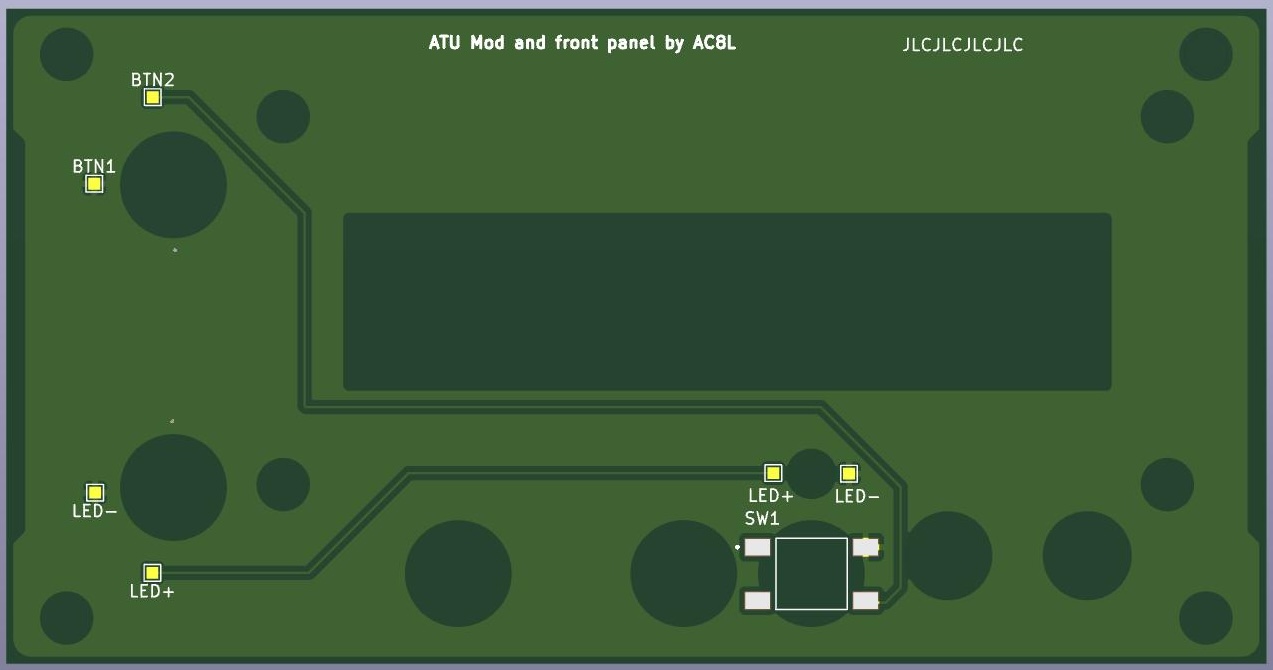 ATU Mod and front panel by AC8L
JLCJLCJLCJLC
BTN2
BTN1
LED+
LED-
SW1
LED-
LED+